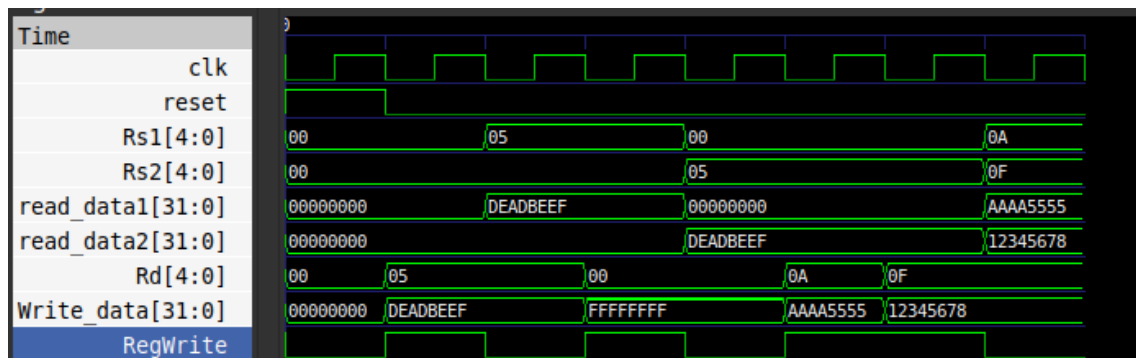 Time 0
clk
reset
Rs1[4:0] 00 05 00 0A
Rs2[4:0] 00 05 0F
read_data1[31:0] 00000000 DEADBEEF 00000000 AAAA5555
read_data2[31:0] 00000000 DEADBEEF 12345678
Rd[4:0] 00 05 00 0A 0F
Write_data[31:0] 00000000 DEADBEEF FFFFFFFF AAAA5555 12345678
RegWrite